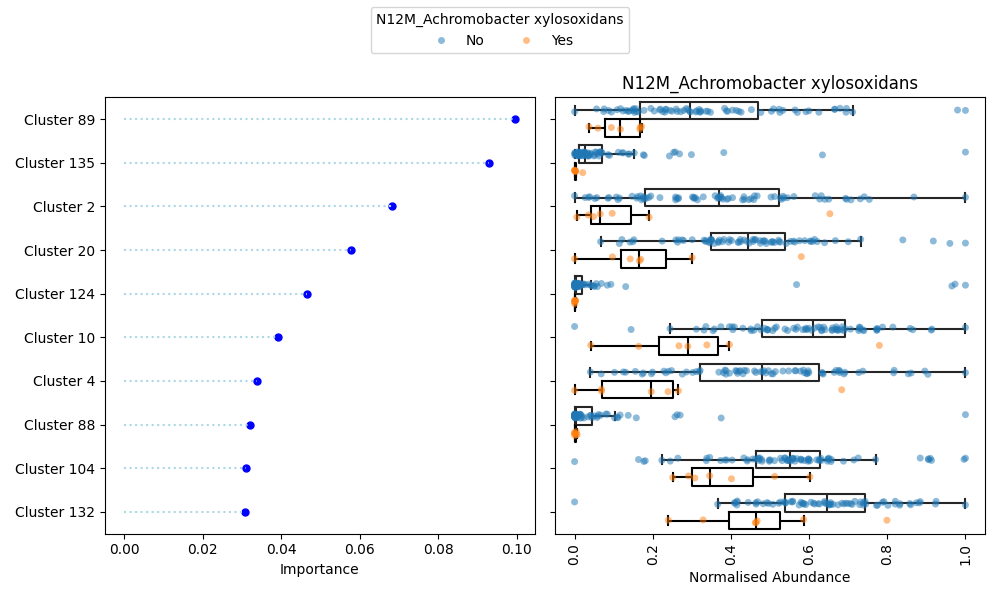 N12M_Achromobacter xylosoxidans
No Yes
N12M_Achromobacter xylosoxidans
Cluster 89
Cluster 135
Cluster 2
Cluster 20
Cluster 124
Cluster 10
Cluster 4
Cluster 88
Cluster 104
Cluster 132
0.00 0.02 0.04 0.06 0.08 0.10
Importance
0.0 0.2 0.4 0.6 0.8 1.0
Normalised Abundance